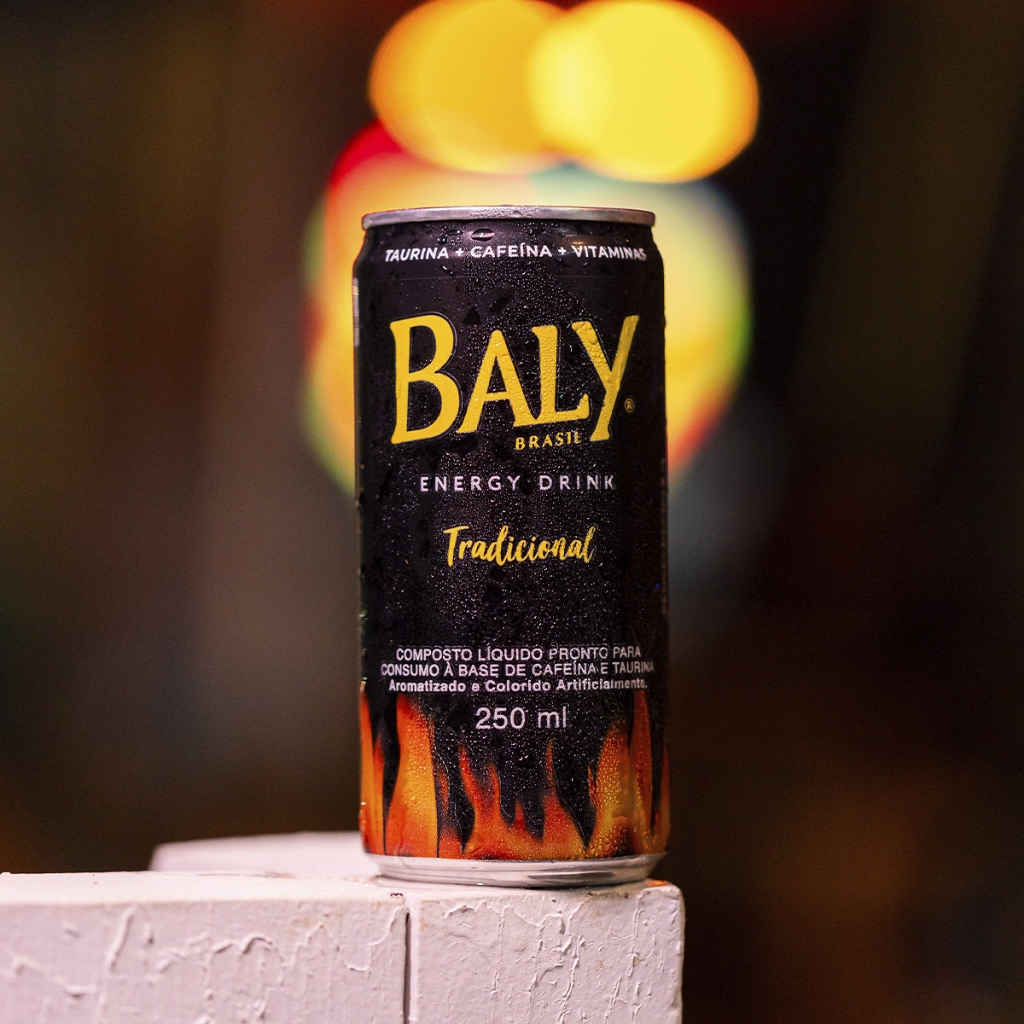 TAURINA + CAFEÍNA + VITAMINAS
BALY®
BRASIL
ENERGY DRINK
Tradicional
COMPOSTO LÍQUIDO PRONTO PARA
CONSUMO À BASE DE CAFEÍNA E TAURINA
Aromatizado e Colorido Artificialmente.
250 ml